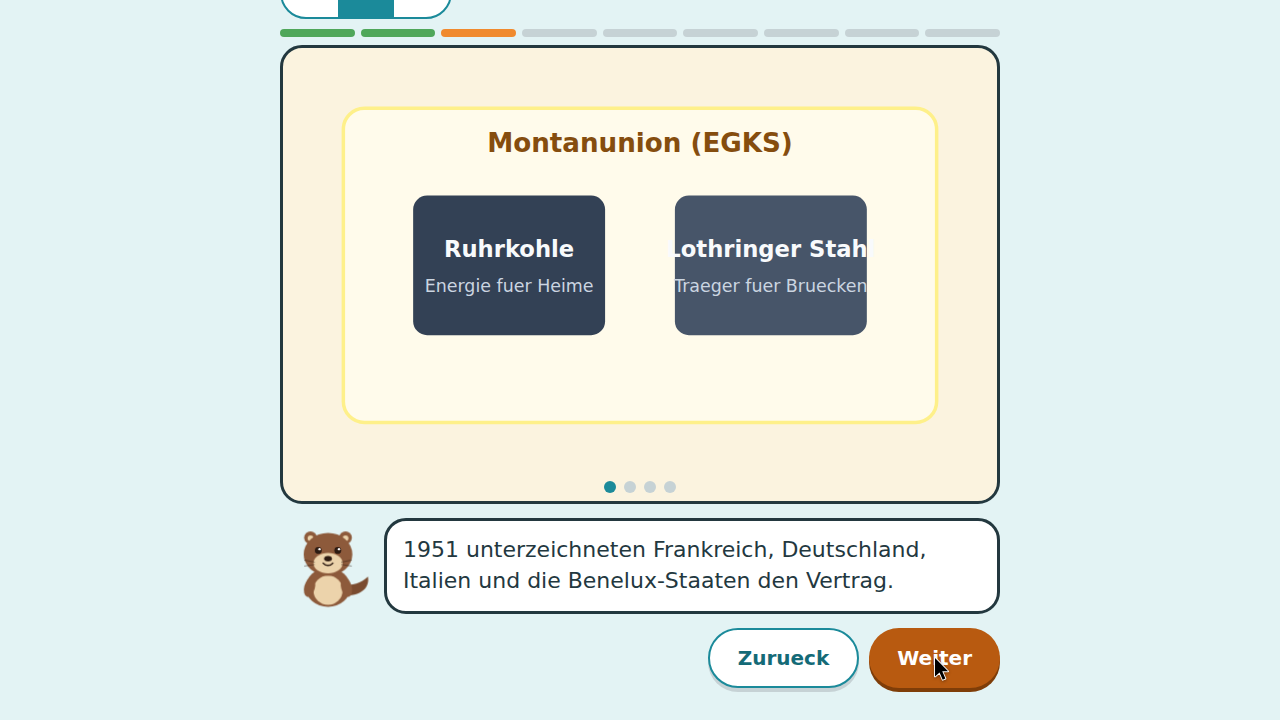 Montanunion (EGKS)
Ruhrkohle
Energie fuer Heime
Lothringer Stahl
Traeger fuer Bruecken
1951 unterzeichneten Frankreich, Deutschland,
Italien und die Benelux-Staaten den Vertrag.
Zurueck
Weiter